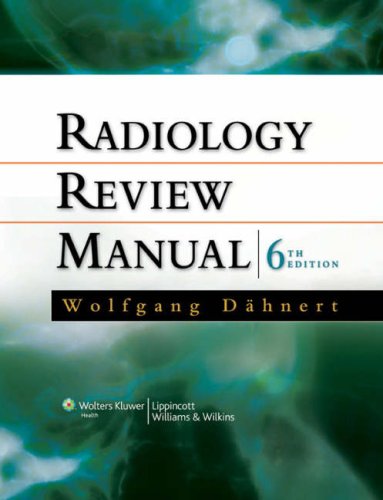 RADIOLOGY
REVIEW
MANUAL 6TH EDITION
Wolfgang Dähnert
Wolters Kluwer Health
Lippincott Williams & Wilkins